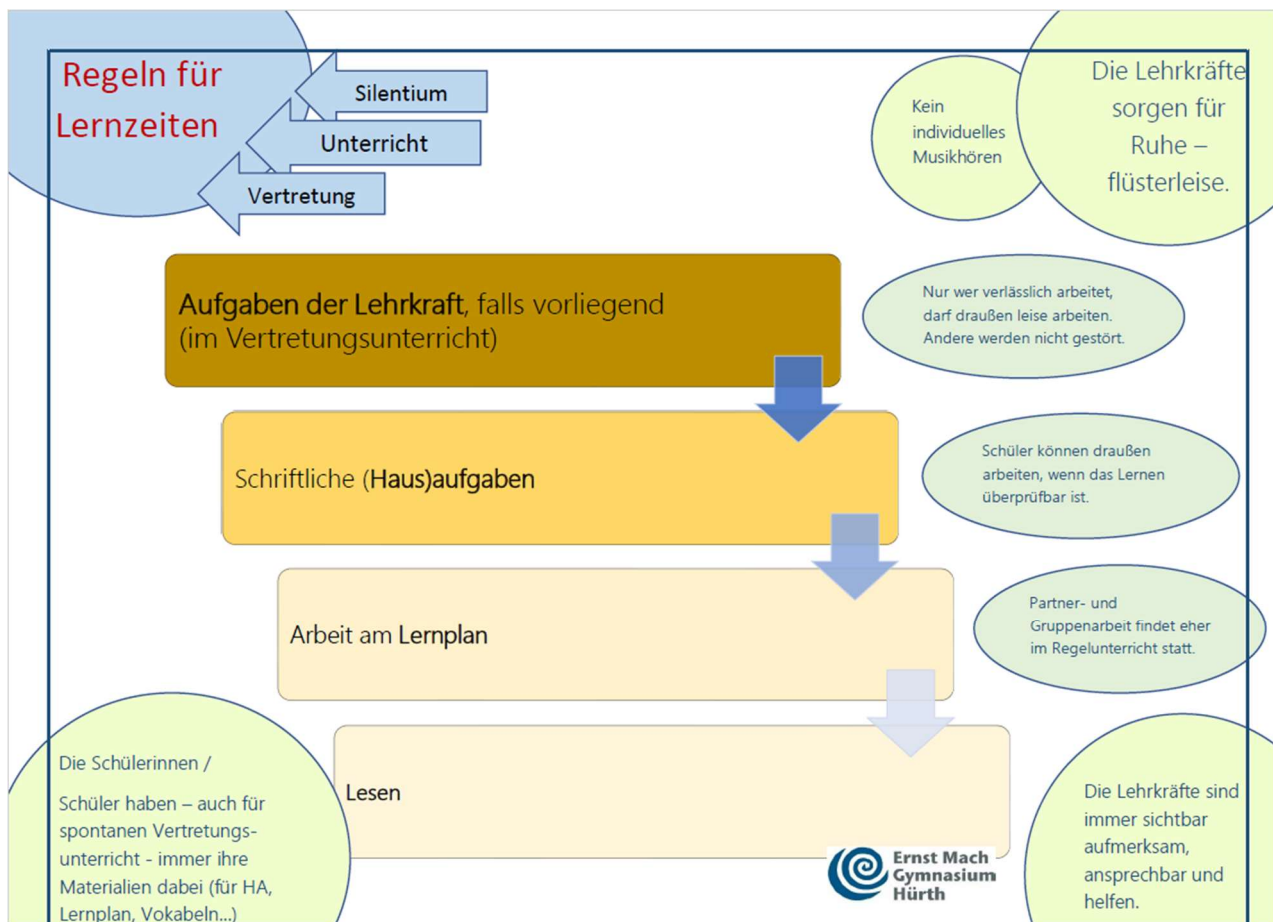 Regeln für
Lernzeiten
Silentium
Unterricht
Vertretung
Kein
individuelles
Musikhören
Die Lehrkräfte
sorgen für
Ruhe –
flüsterleise.
Aufgaben der Lehrkraft, falls vorliegend
(im Vertretungsunterricht)
Nur wer verlässlich arbeitet,
darf draußen leise arbeiten.
Andere werden nicht gestört.
Schriftliche (Haus)aufgaben
Schüler können draußen
arbeiten, wenn das Lernen
überprüfbar ist.
Arbeit am Lernplan
Partner- und
Gruppenarbeit findet eher
im Regelunterricht statt.
Lesen
Die Schülerinnen /
Schüler haben – auch für
spontanen Vertretungs-
unterricht - immer ihre
Materialien dabei (für HA,
Lernplan, Vokabeln...)
Ernst Mach
Gymnasium
Hürth
Die Lehrkräfte sind
immer sichtbar
aufmerksam,
ansprechbar und
helfen.